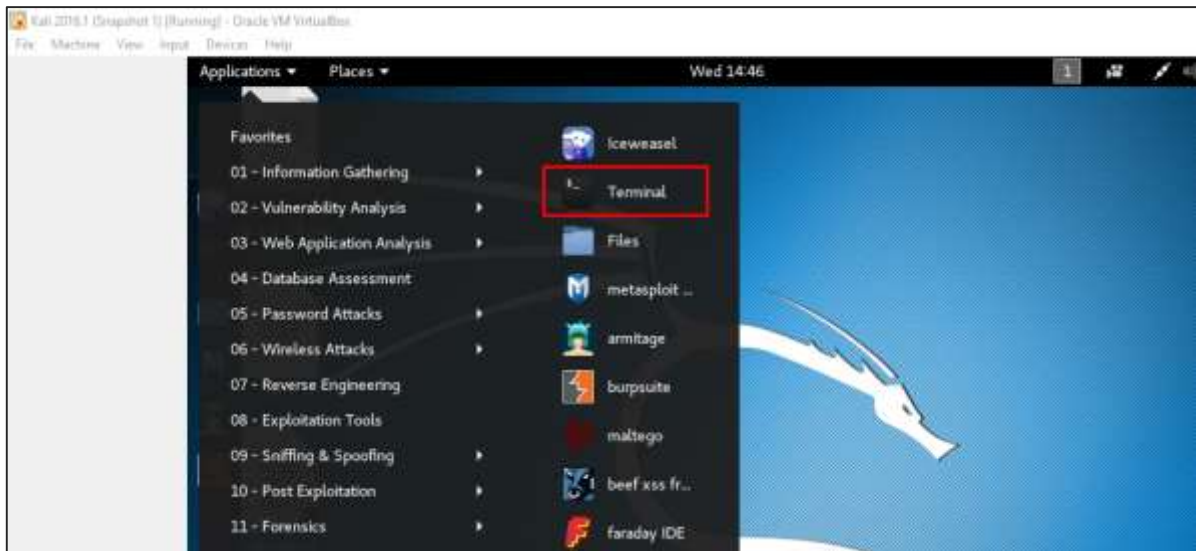 Kali 2016.1 (Snapshot 1) [Running] - Oracle VM VirtualBox
File Machine View Input Devices Help
Applications Places Wed 14:46 1
Favorites
01 - Information Gathering
02 - Vulnerability Analysis
03 - Web Application Analysis
04 - Database Assessment
05 - Password Attacks
06 - Wireless Attacks
07 - Reverse Engineering
08 - Exploitation Tools
09 - Sniffing & Spoofing
10 - Post Exploitation
11 - Forensics
Iceweasel
Terminal
Files
metasploit ...
armitage
burpsuite
maltego
beef xss fr...
faraday IDE